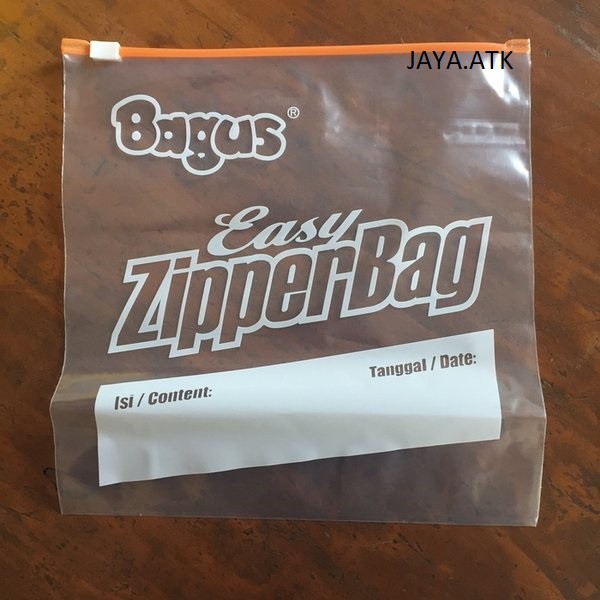 JAYA.ATK
Bagus®
Easy
ZipperBag
Tanggal / Date:
Isi / Content: